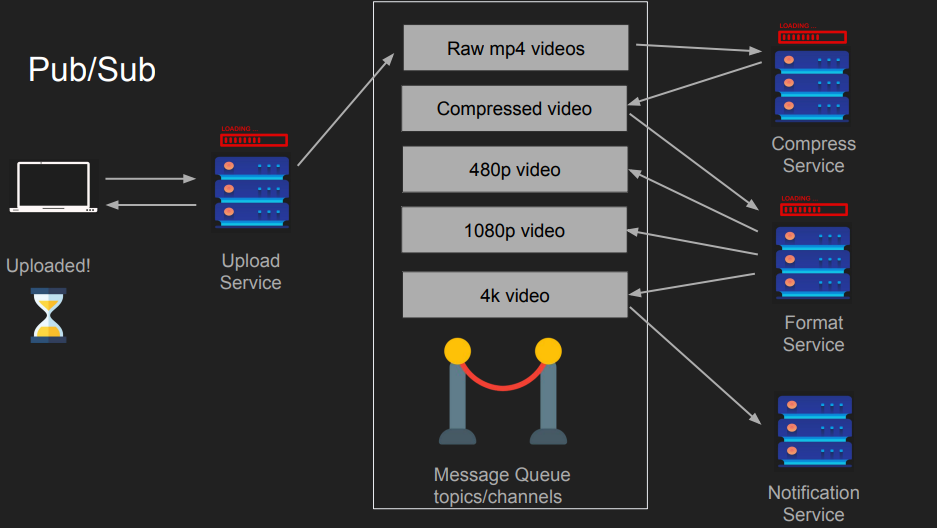 Pub/Sub
Uploaded!
LOADING...
Upload
Service
Raw mp4 videos
Compressed video
480p video
1080p video
4k video
Message Queue
topics/channels
LOADING...
Compress
Service
LOADING...
Format
Service
Notification
Service